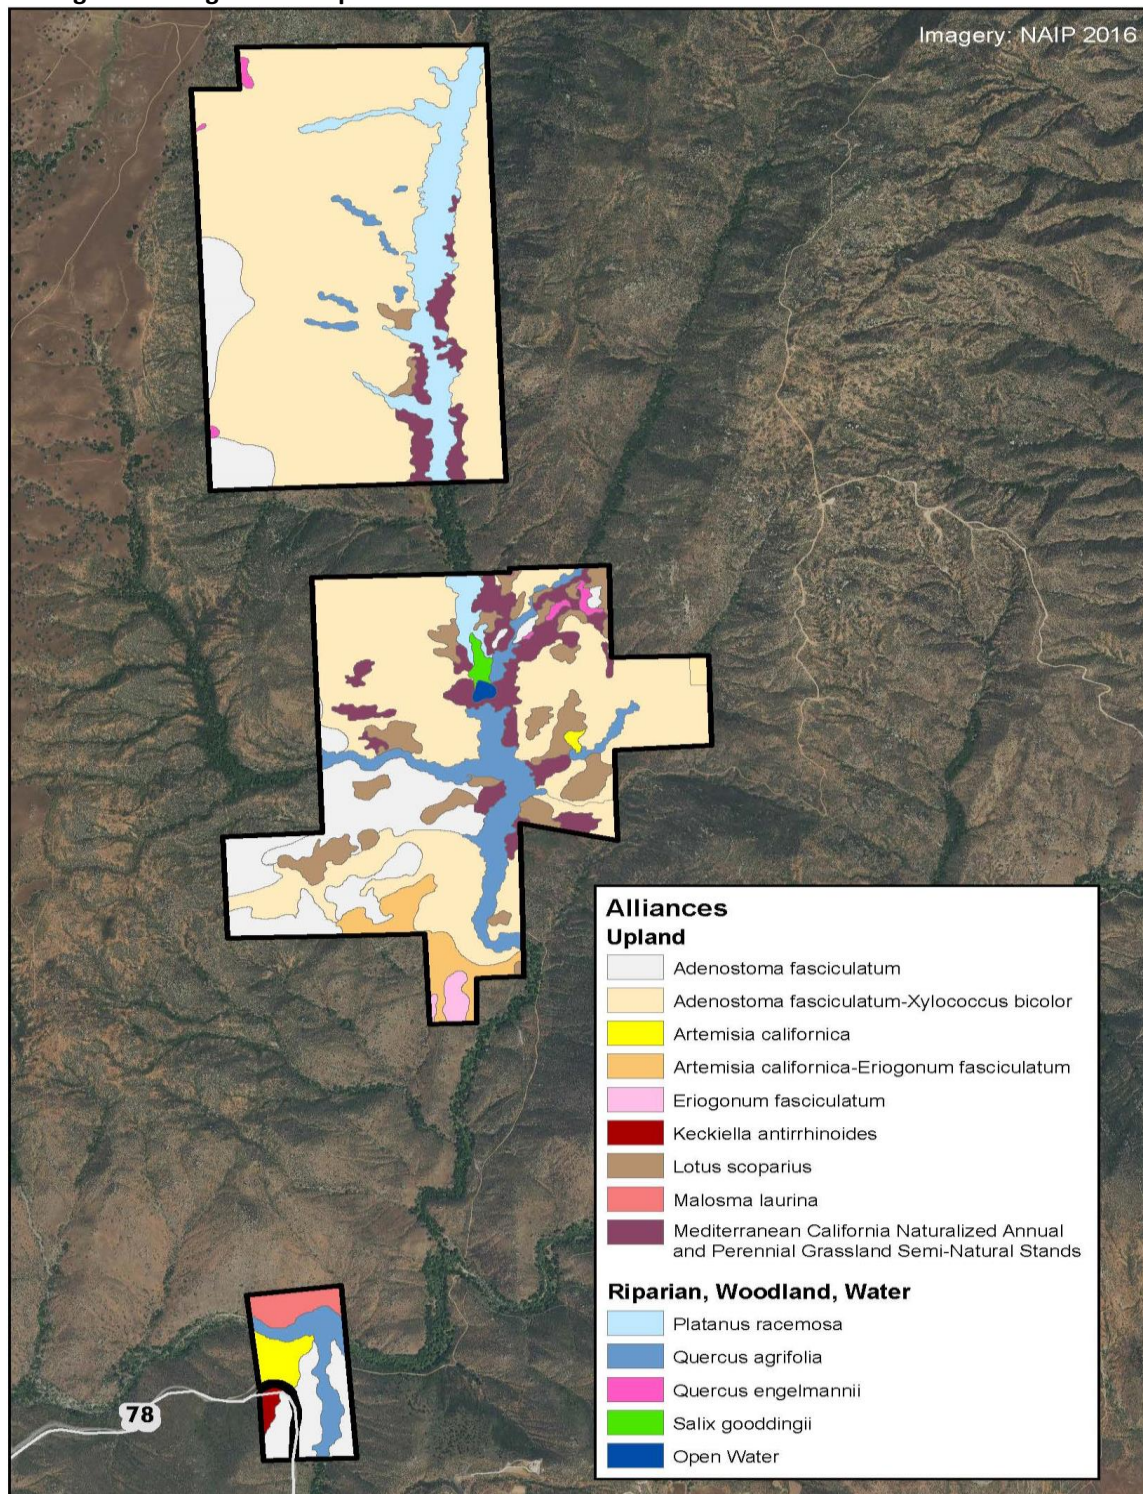 Imagery: NAIP 2016
Alliances
Upland
Adenostoma fasciculatum
Adenostoma fasciculatum-Xylococcus bicolor
Artemisia californica
Artemisia californica-Eriogonum fasciculatum
Eriogonum fasciculatum
Keckiella antirrhinoides
Lotus scoparius
Malosma laurina
Mediterranean California Naturalized Annual
and Perennial Grassland Semi-Natural Stands
Riparian, Woodland, Water
Platanus racemosa
Quercus agrifolia
Quercus engelmannii
Salix gooddingii
Open Water
78